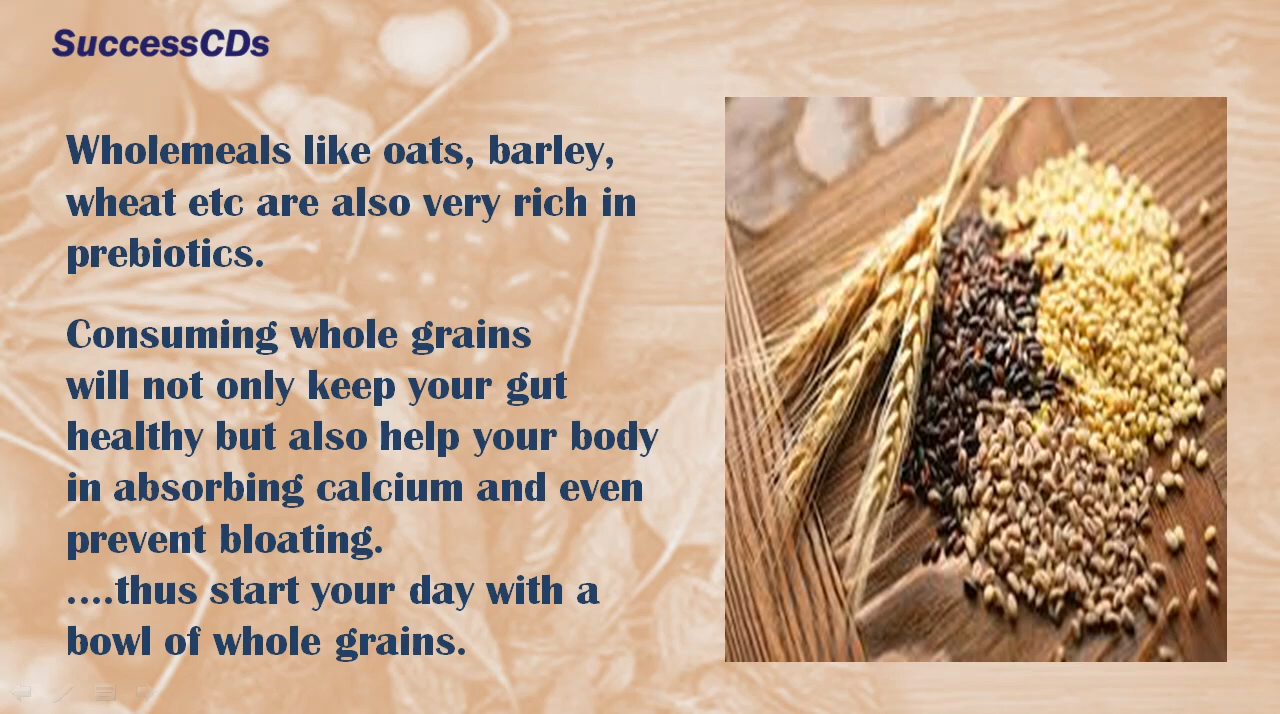 SuccessCDs
Wholemeals like oats, barley,
wheat etc are also very rich in
prebiotics.
Consuming whole grains
will not only keep your gut
healthy but also help your body
in absorbing calcium and even
prevent bloating.
....thus start your day with a
bowl of whole grains.